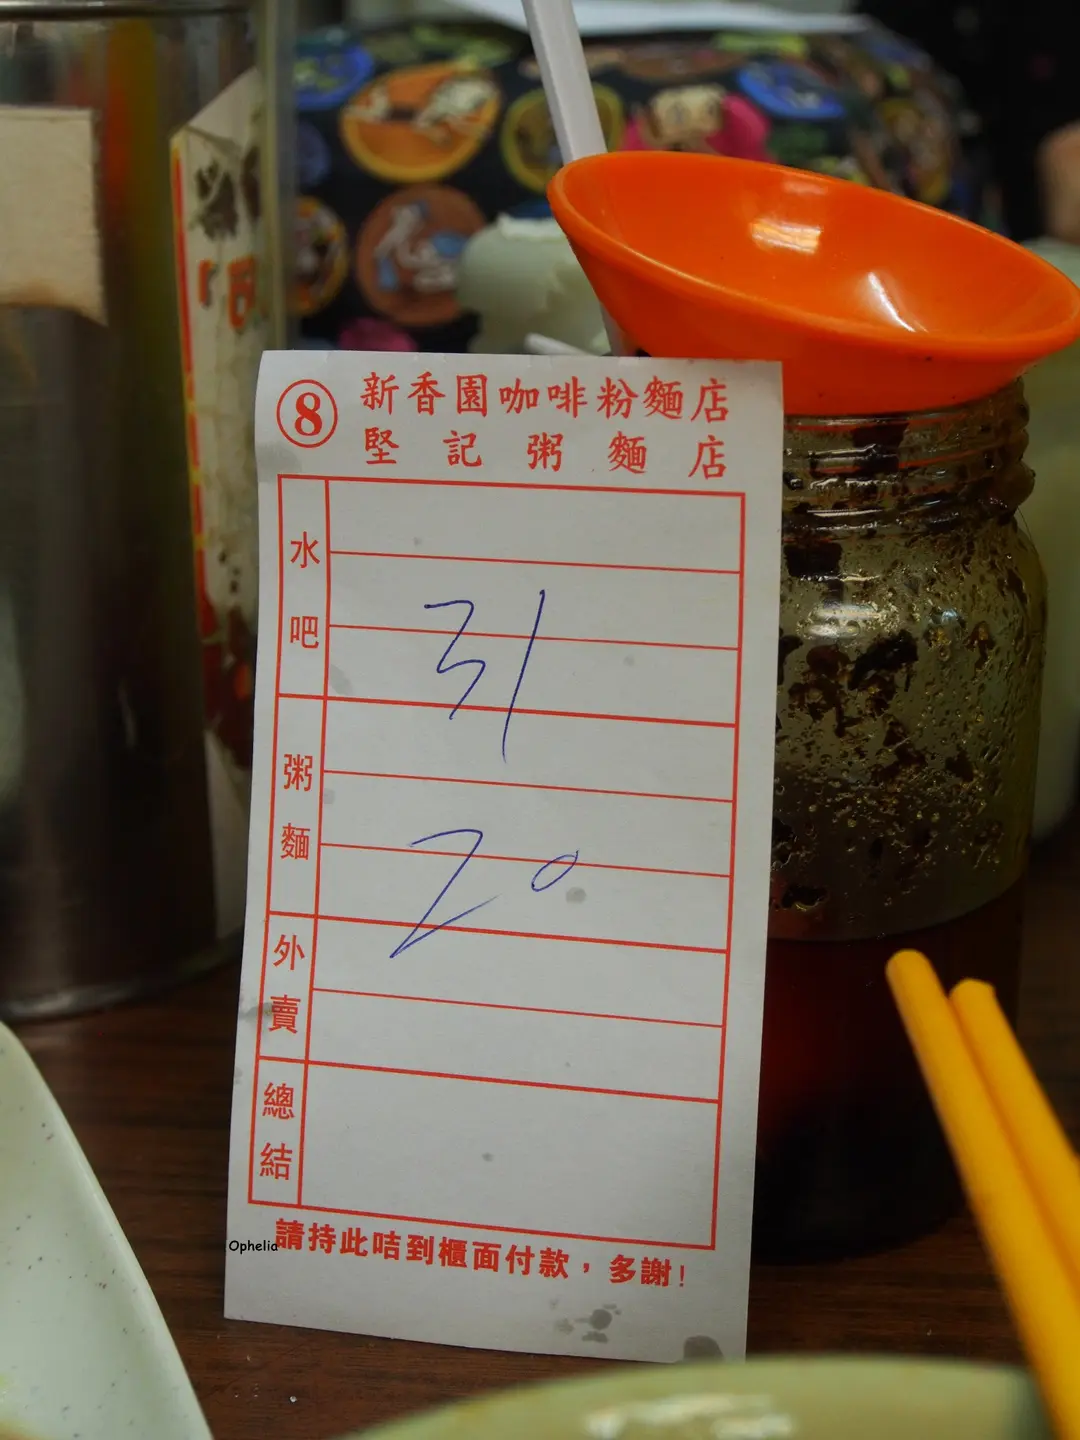 8
新香園咖啡粉麵店
堅記粥麵店
水吧
31
粥麵
20
外賣
總結
請持此咭到櫃面付款，多謝！
Ophelia